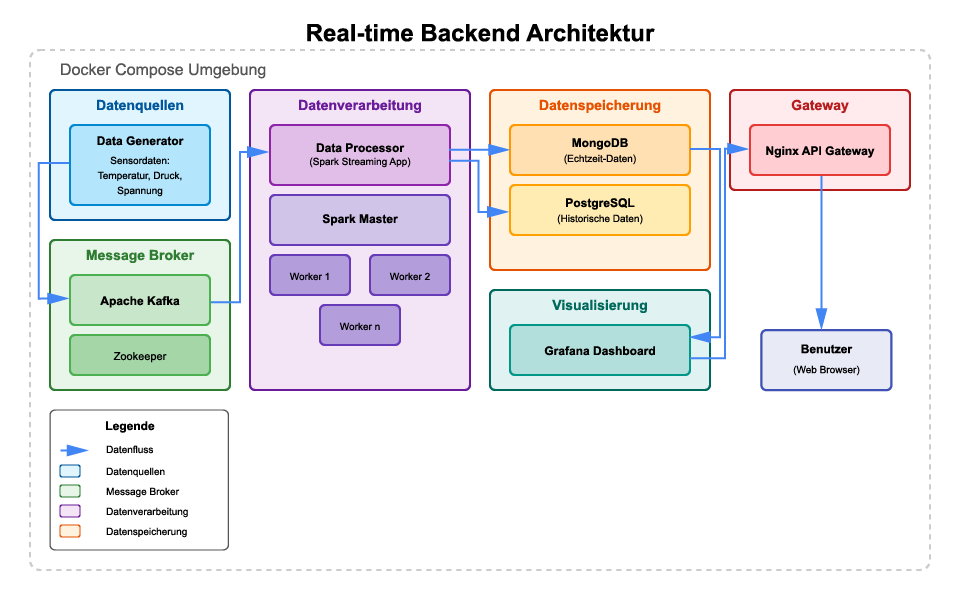 Real-time Backend Architektur
Docker Compose Umgebung
Datenquellen
Data Generator
Sensordaten:
Temperatur, Druck,
Spannung
Message Broker
Apache Kafka
Zookeeper
Datenverarbeitung
Data Processor
(Spark Streaming App)
Spark Master
Worker 1
Worker 2
Worker n
Datenspeicherung
MongoDB
(Echtzeit-Daten)
PostgreSQL
(Historische Daten)
Visualisierung
Grafana Dashboard
Gateway
Nginx API Gateway
Benutzer
(Web Browser)
Legende
Datenfluss
Datenquellen
Message Broker
Datenverarbeitung
Datenspeicherung